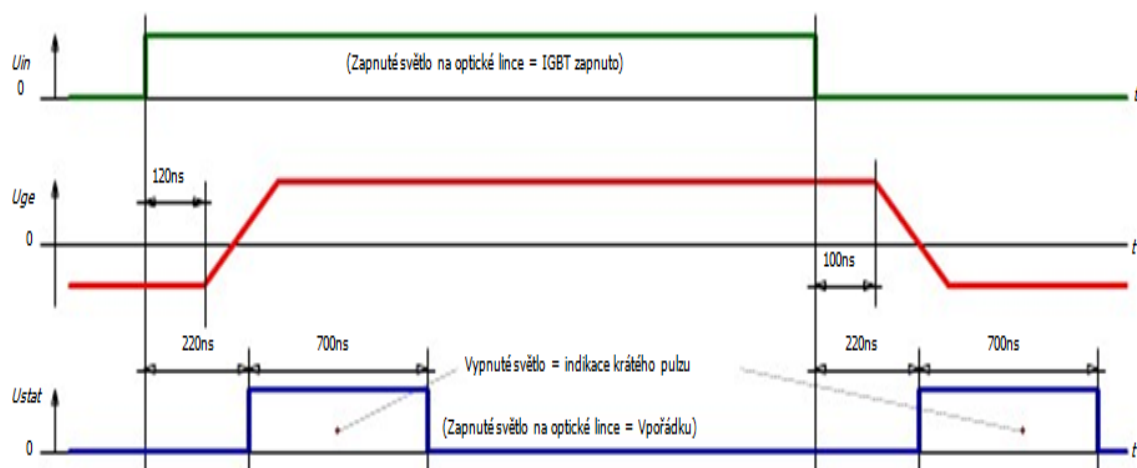 Uin
0
(Zapnuté světlo na optické lince = IGBT zapnuto)
t
120ns
Uge
0
t
100ns
220ns
700ns
220ns
700ns
Vypnuté světlo = indikace krátého pulzu
Ustat
(Zapnuté světlo na optické lince = Vpořádku)
0
t